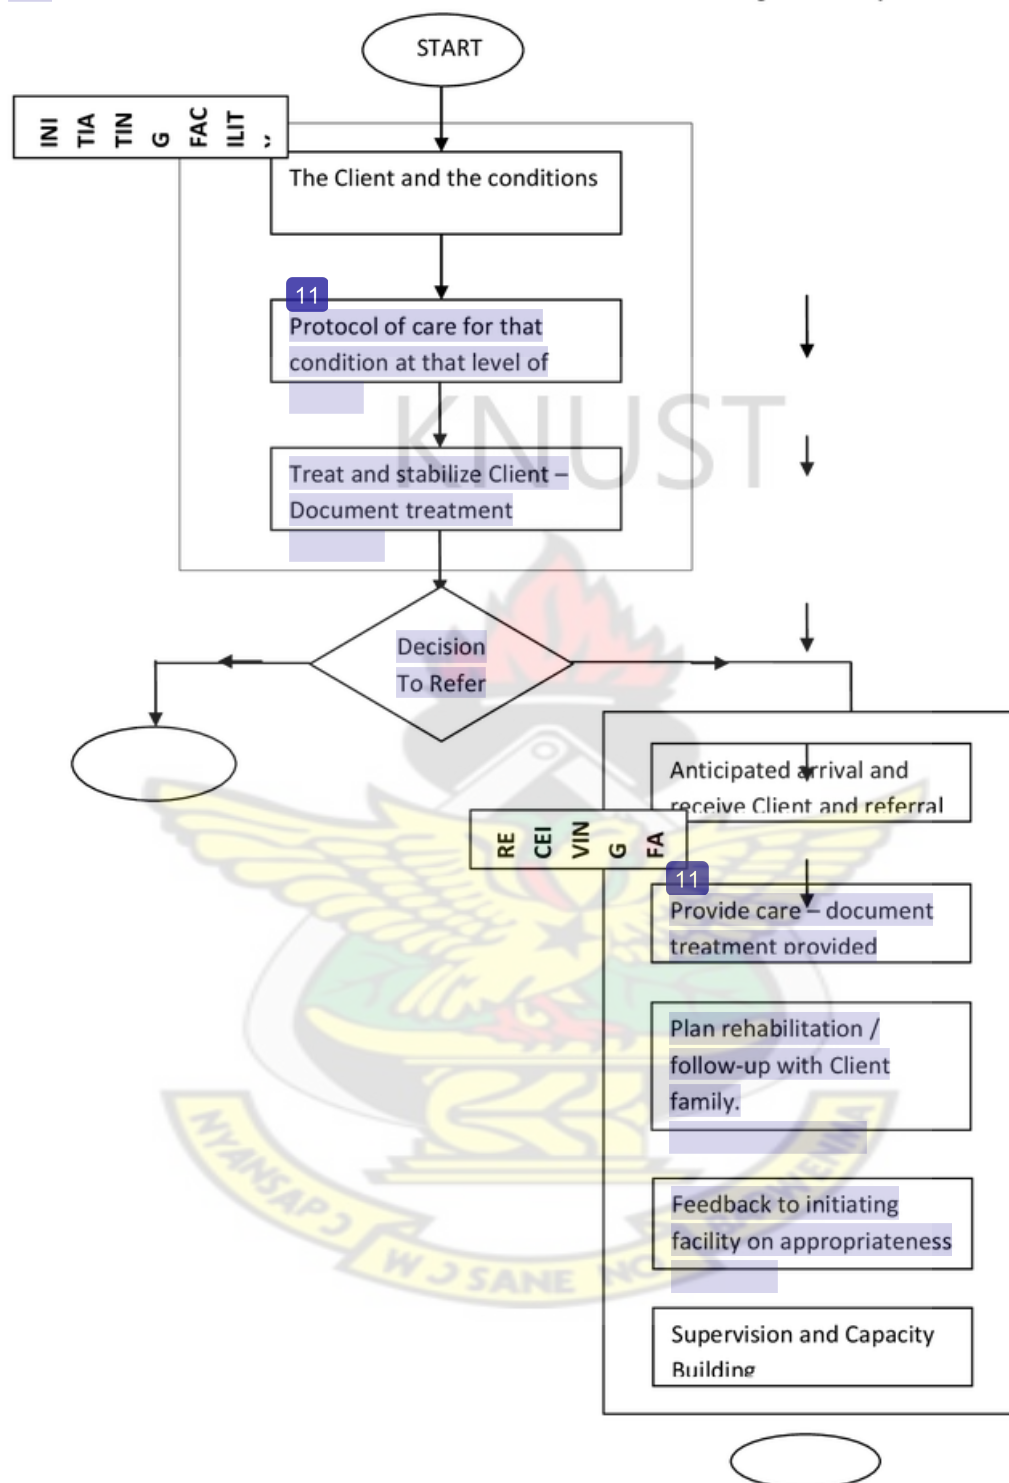 START
INI
TIA
TIN
G
FAC
ILIT
The Client and the conditions
11
Protocol of care for that
condition at that level of
KNUST
Treat and stabilize Client –
Document treatment
Decision
To Refer
Anticipated arrival and
receive Client and referral
RE
CEI
VIN
G
FA
11
Provide care – document
treatment provided
Plan rehabilitation /
follow-up with Client
family.
Feedback to initiating
facility on appropriateness
Supervision and Capacity
Building
NYANSAPƆ
WƆ SANE NO